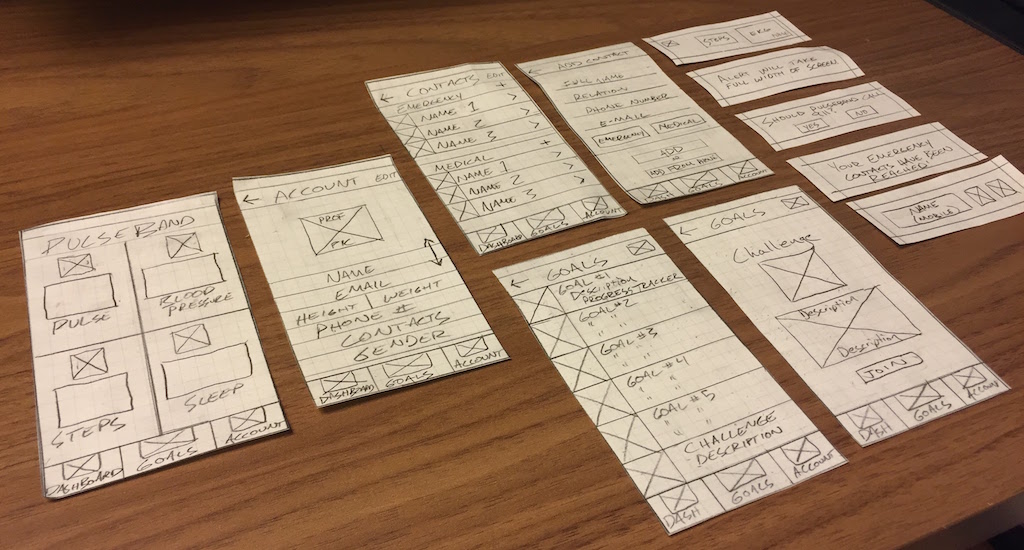 PULSEBAND
PULSE
BLOOD
PRESSURE
STEPS
SLEEP
DASHBOARD
GOALS
ACCOUNT
← ACCOUNT EDIT
PROF
PIC
NAME
EMAIL
HEIGHT | WEIGHT
PHONE #
CONTACTS
GENDER
DASHBOARD
GOALS
ACCOUNT
← CONTACTS EDIT
EMERGENCY +
NAME 1 >
NAME 2 >
NAME 3 >
MEDICAL +
NAME 1 >
NAME 2 >
NAME 3 >
DASHBOARD
GOALS
ACCOUNT
← ADD CONTACT
FULL NAME
RELATION
PHONE NUMBER
E-MAIL
EMERGENCY MEDICAL
ADD
OR
ADD FROM
GOALS
ACCOUNT
← GOALS
GOAL #1
DESCRIPTION
PROGRESS TRACKER
GOAL #2
" "
GOAL #3
" "
" "
GOAL #4
" "
" "
GOAL #5
" "
CHALLENGE
DESCRIPTION
DASH
GOALS
ACCOUNT
← GOALS
Challenge
Description
Description
JOIN
DASH
GOALS
ACCOUNT
STEPS
EKG
ALERT WILL TAKE
FULL WIDTH OF SCREEN
SHOULD PULSEBAND CALL
911?
YES NO
YOUR EMERGENCY
CONTACTS HAVE BEEN
REACHED
NAME
MOBILE